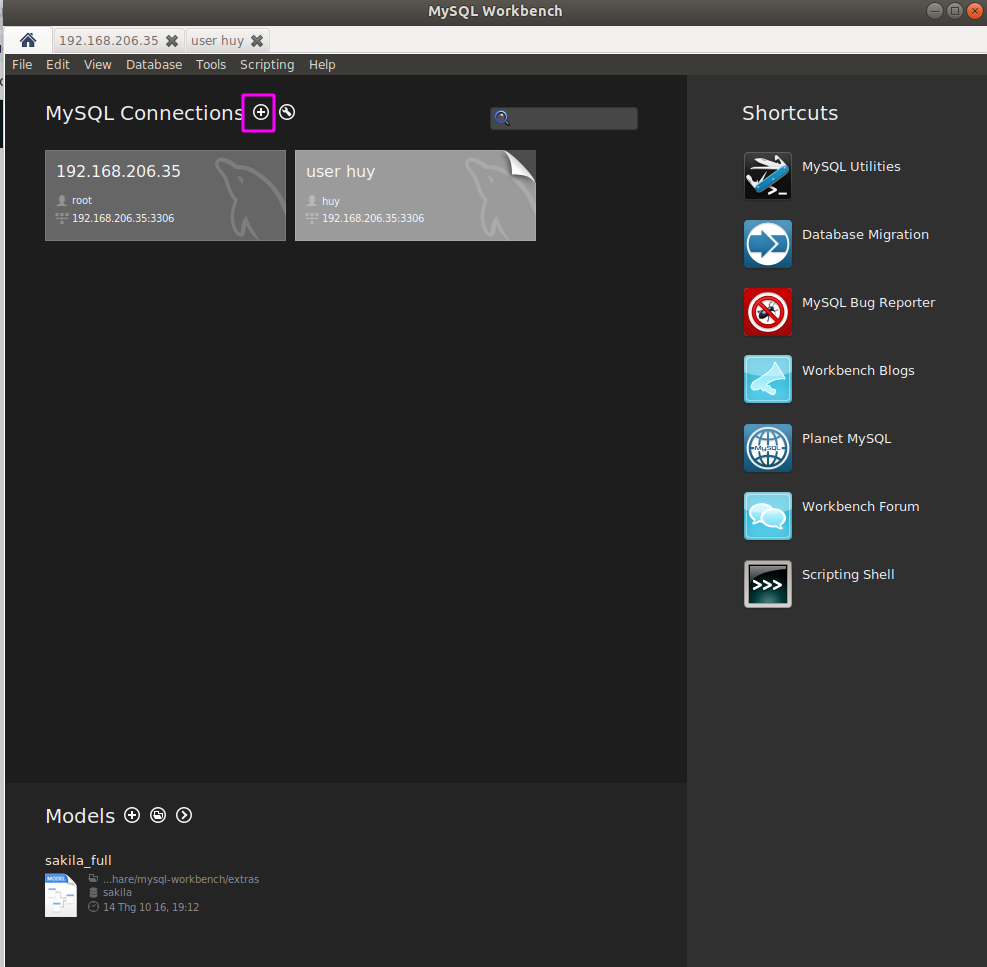 MySQL Workbench
192.168.206.35
user huy
File Edit View Database Tools Scripting Help
MySQL Connections
192.168.206.35
root
192.168.206.35:3306
user huy
huy
192.168.206.35:3306
Shortcuts
MySQL Utilities
Database Migration
MySQL Bug Reporter
Workbench Blogs
MySQL
Planet MySQL
Workbench Forum
>>>
Scripting Shell
Models
sakila_full
MODEL
...hare/mysql-workbench/extras
sakila
14 Thg 10 16, 19:12